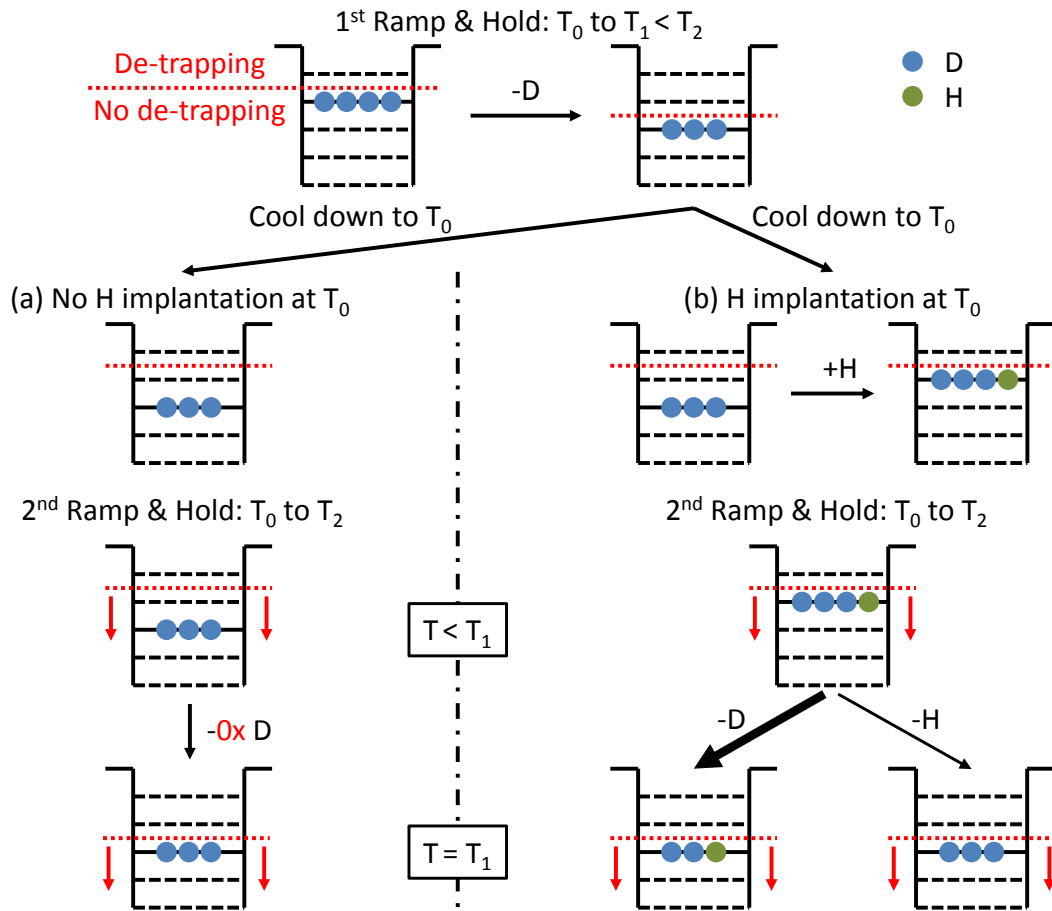 1st Ramp & Hold: T0 to T1 < T2
De-trapping
No de-trapping
-D
D
H
Cool down to T0
Cool down to T0
(a) No H implantation at T0
(b) H implantation at T0
+H
2nd Ramp & Hold: T0 to T2
2nd Ramp & Hold: T0 to T2
T < T1
-0x D
-D
-H
T = T1